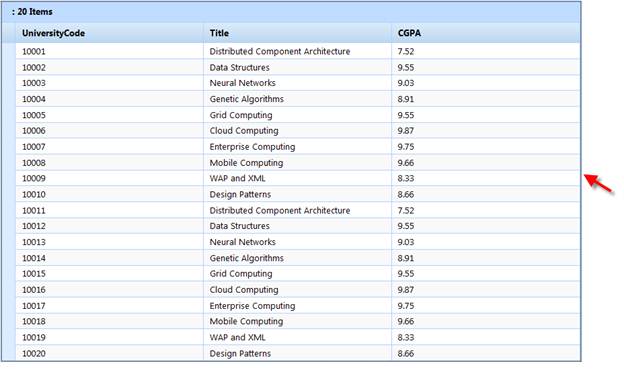 : 20 Items
UniversityCode Title CGPA
10001 Distributed Component Architecture 7.52
10002 Data Structures 9.55
10003 Neural Networks 9.03
10004 Genetic Algorithms 8.91
10005 Grid Computing 9.55
10006 Cloud Computing 9.87
10007 Enterprise Computing 9.75
10008 Mobile Computing 9.66
10009 WAP and XML 8.33
10010 Design Patterns 8.66
10011 Distributed Component Architecture 7.52
10012 Data Structures 9.55
10013 Neural Networks 9.03
10014 Genetic Algorithms 8.91
10015 Grid Computing 9.55
10016 Cloud Computing 9.87
10017 Enterprise Computing 9.75
10018 Mobile Computing 9.66
10019 WAP and XML 8.33
10020 Design Patterns 8.66